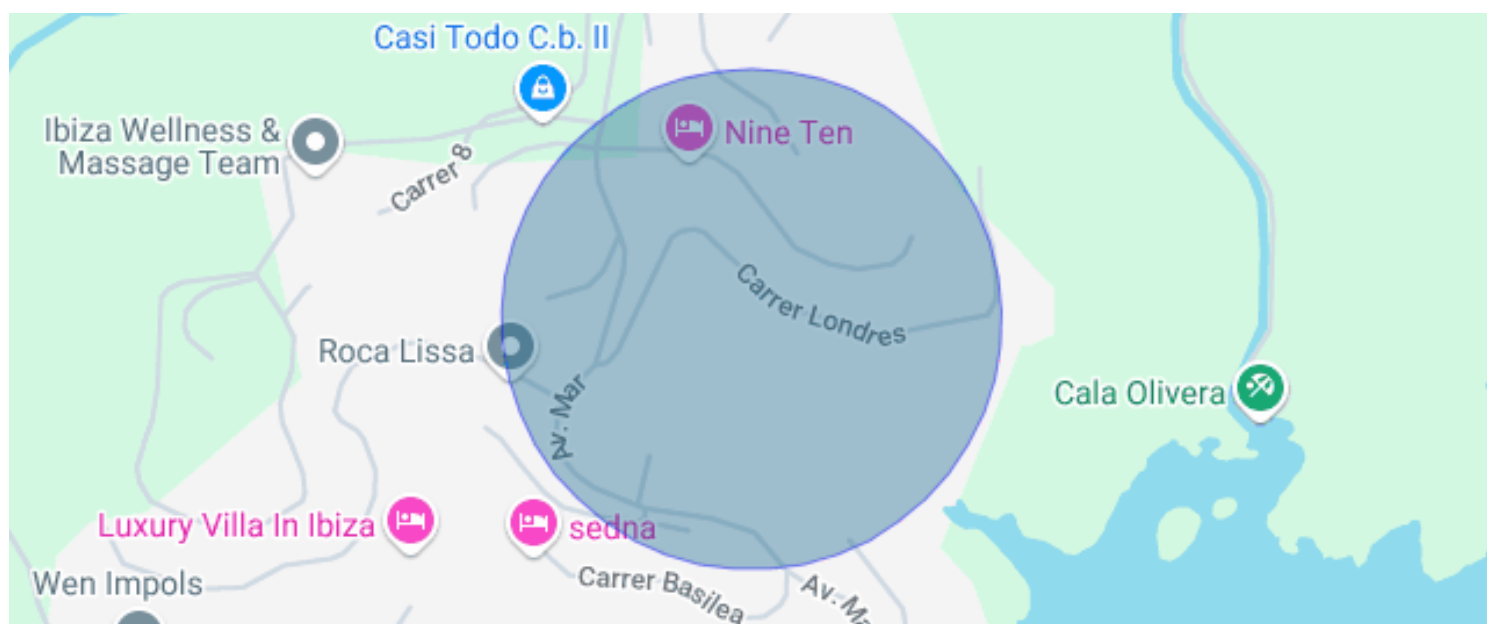 Casi Todo C.b. II
Ibiza Wellness &
Massage Team
Nine Ten
Carrer 8
Carrer Londres
Roca Lissa
Av. Mar
Cala Olivera
Luxury Villa In Ibiza
sedna
Wen Impols
Carrer Basilea
Av. Ma